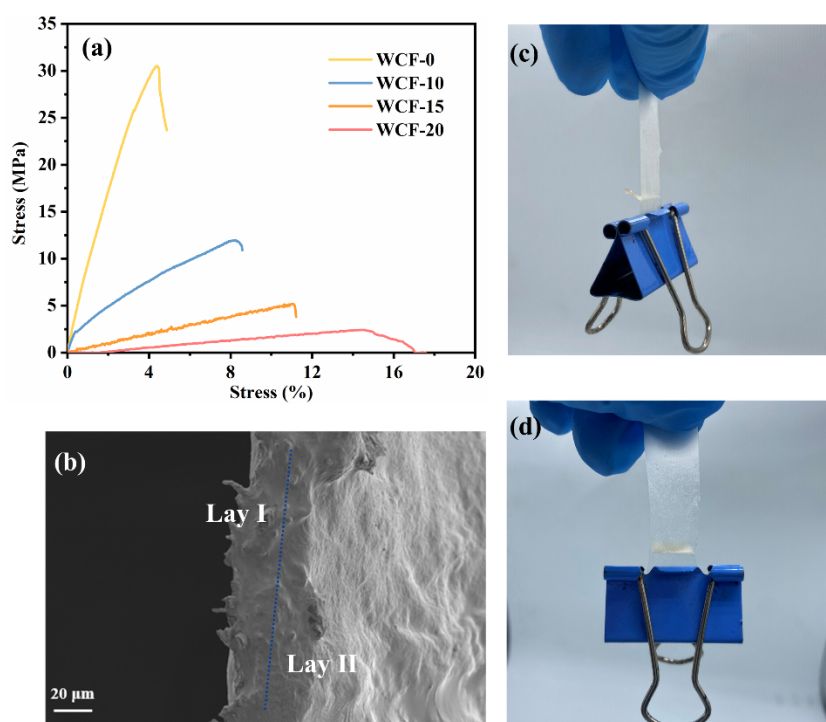 (a)
WCF-0
WCF-10
WCF-15
WCF-20
35
30
25
20
15
10
5
0
Stress (MPa)
0 4 8 12 16 20
Stress (%)
(b)
Lay I
Lay II
20 μm
(c)
(d)